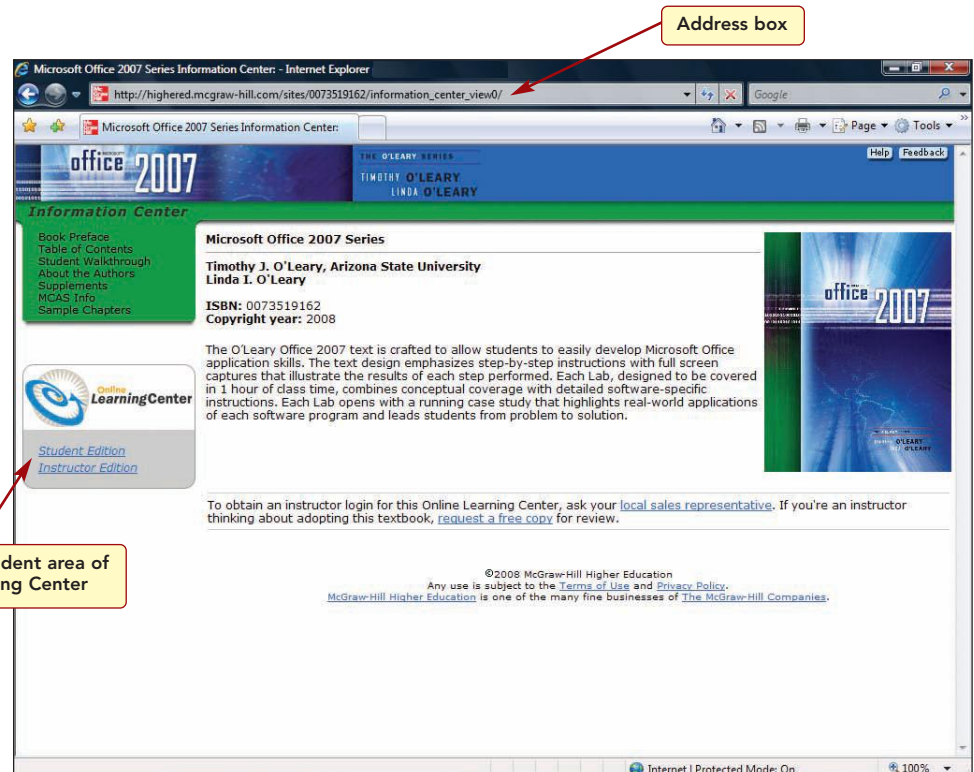 Address box
Microsoft Office 2007 Series Information Center: - Internet Explorer
http://highered.mcgraw-hill.com/sites/0073519162/information_center_view0/
Google
Microsoft Office 2007 Series Information Center:
Page
Tools
office 2007
THE O'LEARY SERIES
TIMOTHY O'LEARY
LINDA O'LEARY
Help
Feedback
Information Center
Book Preface
Table of Contents
Student Walkthrough
About the Authors
Supplements
MCAS Info
Sample Chapters
Microsoft Office 2007 Series
Timothy J. O'Leary, Arizona State University
Linda I. O'Leary
ISBN: 0073519162
Copyright year: 2008
The O'Leary Office 2007 text is crafted to allow students to easily develop Microsoft Office
application skills. The text design emphasizes step-by-step instructions with full screen
captures that illustrate the results of each step performed. Each Lab, designed to be covered
in 1 hour of class time, combines conceptual coverage with detailed software-specific
instructions. Each Lab opens with a running case study that highlights real-world applications
of each software program and leads students from problem to solution.
office 2007
O'LEARY
O'LEARY
Online
LearningCenter
Student Edition
Instructor Edition
To obtain an instructor login for this Online Learning Center, ask your local sales representative. If you're an instructor
thinking about adopting this textbook, request a free copy for review.
dent area of
ng Center
©2008 McGraw-Hill Higher Education
Any use is subject to the Terms of Use and Privacy Policy.
McGraw-Hill Higher Education is one of the many fine businesses of The McGraw-Hill Companies.
Internet | Protected Mode: On
100%